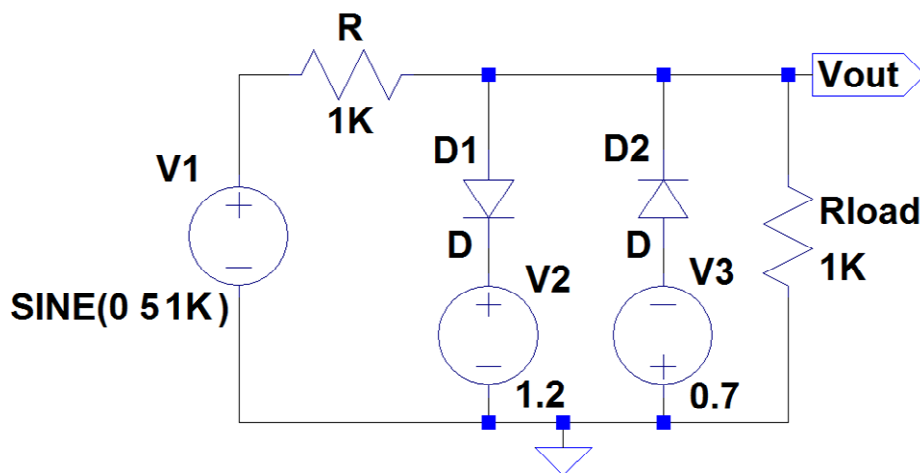 R
1K
V1
SINE(0 5 1K)
D1
D
V2
1.2
D2
D
V3
0.7
Vout
Rload
1K